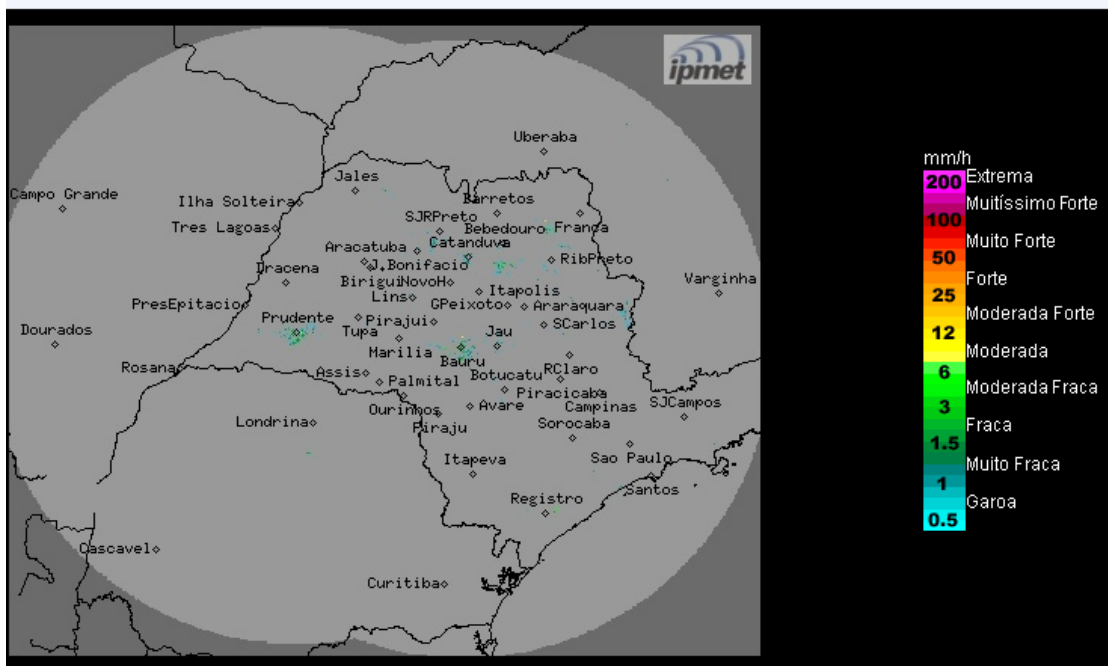 ipmet
Uberaba
Campo Grande
Jales
Ilha Solteira
Barretos
SJRPreto
Tres Lagoas
Bebedouro
Franca
Aracatuba
Catanduva
Dracena
J.Bonifacio
RibPreto
Birigui
NovoH
Varginha
Lins
Itapolis
PresEpitacio
GPeixoto
Araraquara
Prudente
Pirajui
SCarlos
Dourados
Tupa
Jau
Marilia
Bauru
Rosana
Assis
Botucatu
RClaro
Palmital
Piracicaba
Ourinhos
Avare
Campinas
SJCampos
Londrina
Piraju
Sorocaba
Itapeva
Sao Paulo
Santos
Registro
Cascavel
Curitiba
mm/h
200
Extrema
Muitíssimo Forte
100
Muito Forte
50
Forte
25
Moderada Forte
12
Moderada
6
Moderada Fraca
3
Fraca
1.5
Muito Fraca
1
Garoa
0.5